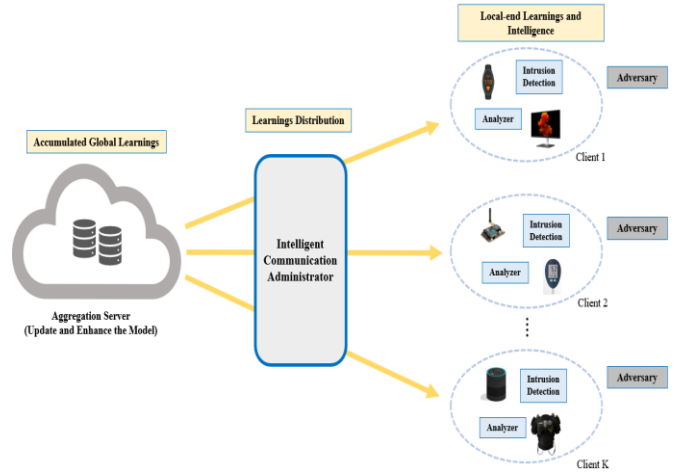 Local-end Learnings and
Intelligence
Intrusion
Detection
Adversary
Analyzer
Client 1
Learnings Distribution
Accumulated Global Learnings
Intelligent
Communication
Administrator
Intrusion
Detection
Adversary
Analyzer
Client 2
Aggregation Server
(Update and Enhance the Model)
Intrusion
Detection
Adversary
Analyzer
Client K